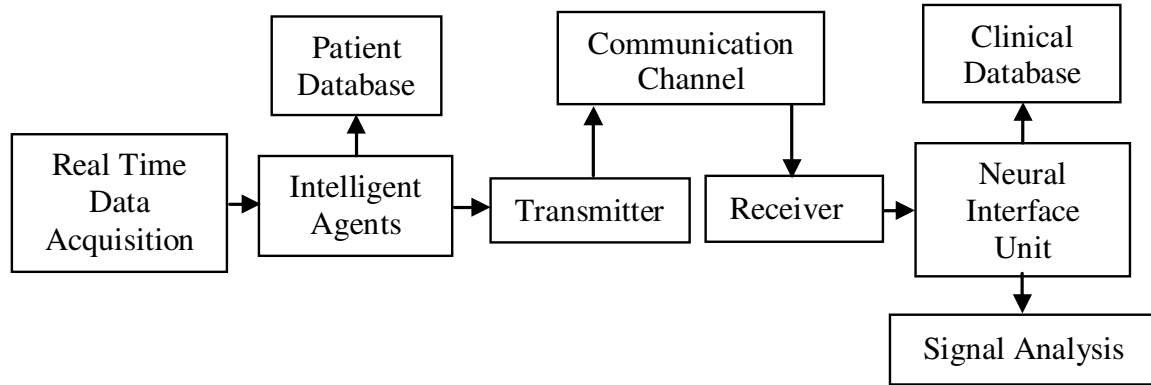 Patient
Database
Communication
Channel
Clinical
Database
Real Time
Data
Acquisition
Intelligent
Agents
Transmitter
Receiver
Neural
Interface
Unit
Signal Analysis